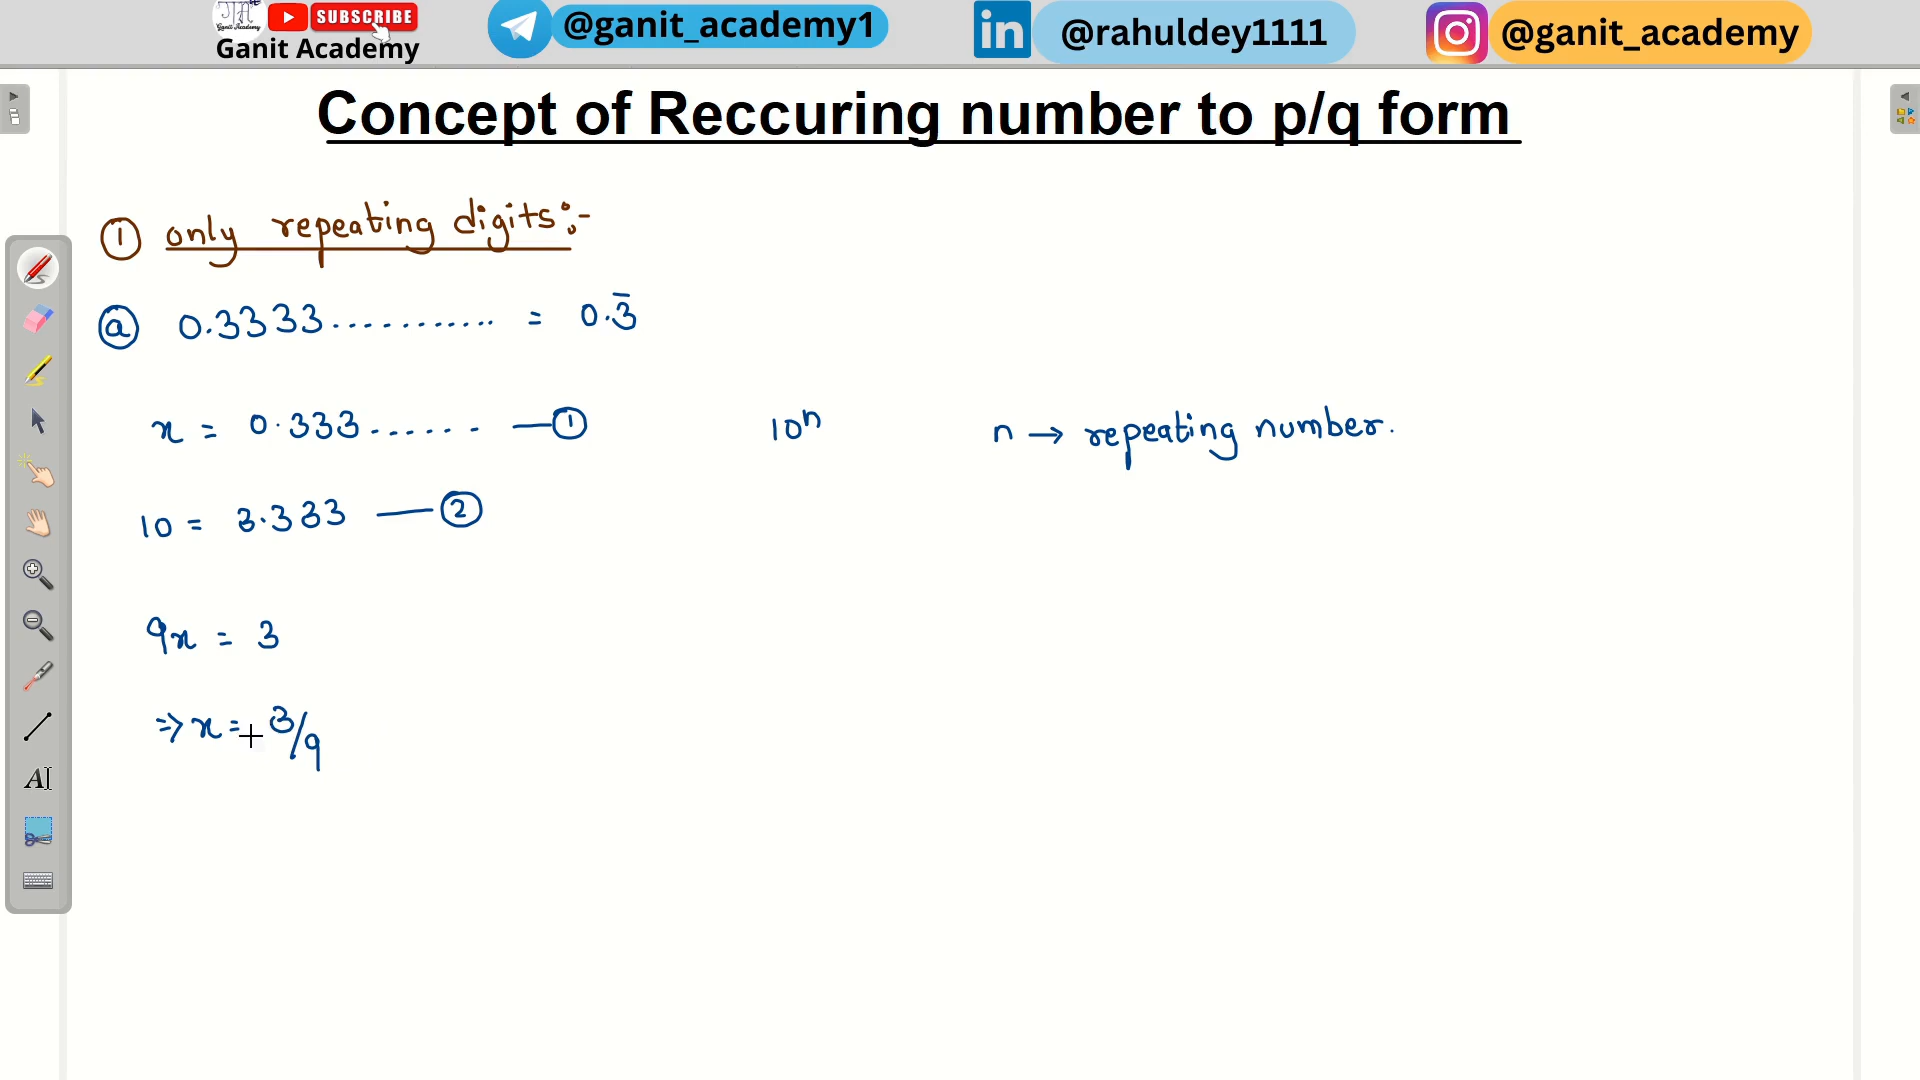 SUBSCRIBE
Ganit Academy
@ganit_academy1
@rahuldey1111
@ganit_academy
Concept of Reccuring number to p/q form
① only repeating digits:-
ⓐ 0.3333........... = 0.3̅
x = 0.333...... —①
10ⁿ
n → repeating number.
10 = 3.333 —②
9x = 3
⇒ x = 3/9